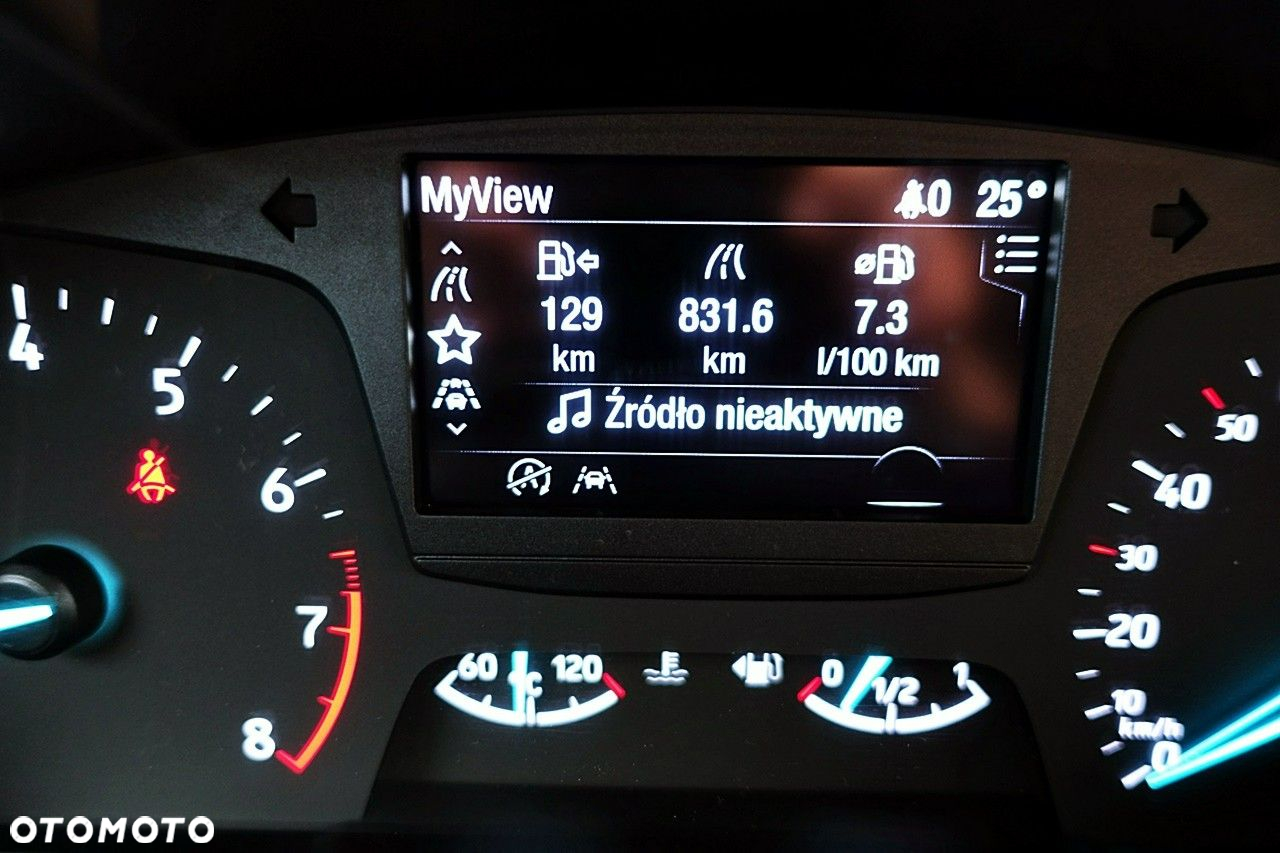 MyView 0 25°
129 831.6 7.3
km km l/100 km
Źródło nieaktywne
A
4
5
6
7
8
60 120
°C
0 1/2 1
50
40
30
20
10
km/h
0
OTOMOTO